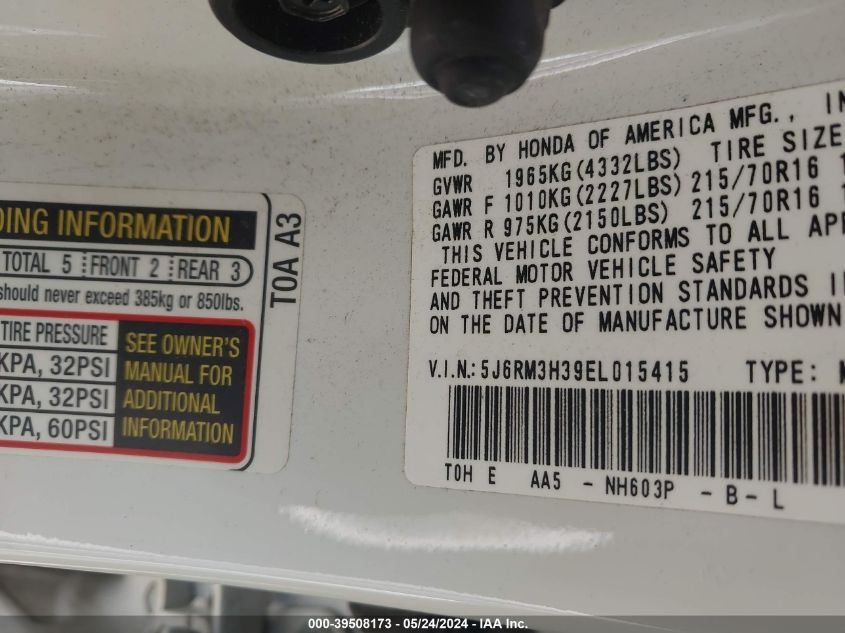 DING INFORMATION
TOTAL 5 FRONT 2 REAR 3
should never exceed 385kg or 850lbs.
TIRE PRESSURE
KPA, 32PSI
KPA, 32PSI
KPA, 60PSI
SEE OWNER'S
MANUAL FOR
ADDITIONAL
INFORMATION
T0A A3
MFD. BY HONDA OF AMERICA MFG., IN
GVWR 1965KG(4332LBS) TIRE SIZE
GAWR F 1010KG(2227LBS) 215/70R16 1
GAWR R 975KG(2150LBS) 215/70R16 1
THIS VEHICLE CONFORMS TO ALL APP
FEDERAL MOTOR VEHICLE SAFETY
AND THEFT PREVENTION STANDARDS I
ON THE DATE OF MANUFACTURE SHOWN
V.I.N.:5J6RM3H39EL015415 TYPE: M
T0H E AA5 - NH603P - B - L
000-39508173 - 05/24/2024 - IAA Inc.